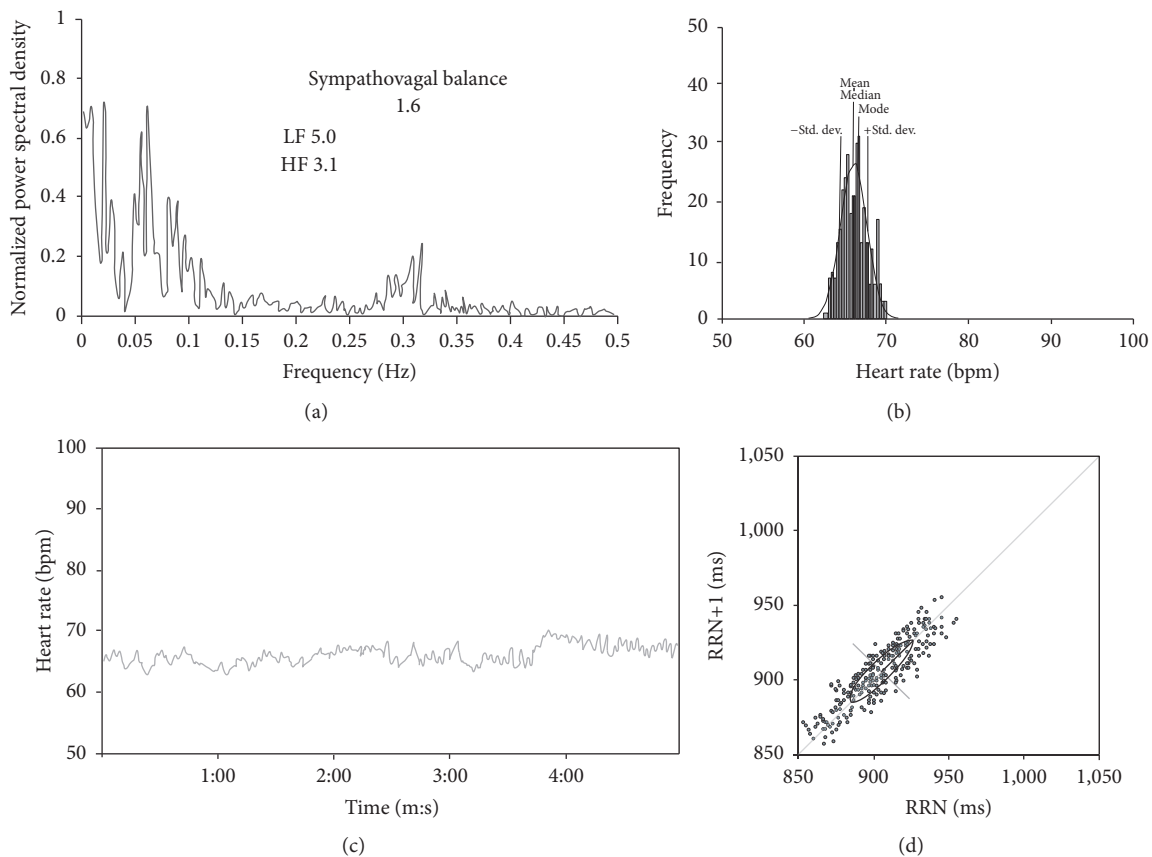 Normalized power spectral density
1
0.8
0.6
0.4
0.2
0
Sympathovagal balance
1.6
LF 5.0
HF 3.1
0 0.05 0.1 0.15 0.2 0.25 0.3 0.35 0.4 0.45 0.5
Frequency (Hz)
(a)
Frequency
50
40
30
20
10
0
Mean
Median
Mode
−Std. dev.
+Std. dev.
50 60 70 80 90 100
Heart rate (bpm)
(b)
Heart rate (bpm)
100
90
80
70
60
50
1:00 2:00 3:00 4:00
Time (m:s)
(c)
RRN+1 (ms)
1,050
1,000
950
900
850
850 900 950 1,000 1,050
RRN (ms)
(d)